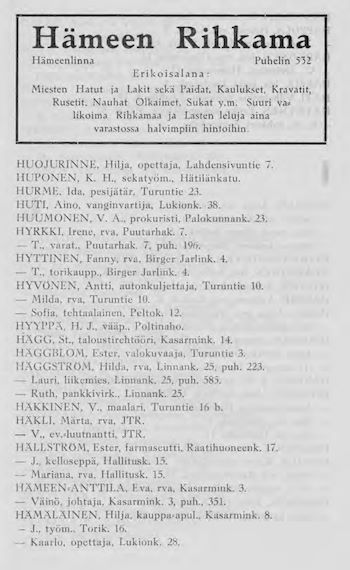 Hämeen Rihkama
Hämeenlinna Puhelin 532
Erikoisalana:
Miesten Hatut ja Lakit sekä Paidat, Kaulukset, Kravatit,
Rusetit, Nauhat Olkaimet, Sukat y.m. Suuri va-
likoima Rihkamaa ja Lasten leluja aina
varastossa halvimpiin hintoihin.
HUOJURINNE, Hilja, opettaja, Lahdensivuntie 7.
HUPONEN, K. H., sekatyöm., Hätilänkatu.
HURME, Ida, pesijätär, Turuntie 23.
HUTI, Aino, vanginvartija, Lukionk. 38.
HUUMONEN, V. A., prokuristi, Palokunnank. 23.
HYRKKI, Irene, rva, Puutarhak. 7.
— T., varat., Puutarhak. 7, puh. 196.
HYTTINEN, Fanny, rva, Birger Jarlink. 4.
— T., torikaupp., Birger Jarlink. 4.
HYVÖNEN, Antti, autonkuljettaja, Turuntie 10.
— Milda, rva, Turuntie 10.
— Sofia, tehtaalainen, Peltok. 12.
HYYPPÄ, H. J., vääp., Poltinaho.
HÄGG, St., taloustirehtööri, Kasarmink. 14.
HÄGGBLOM, Ester, valokuvaaja, Turuntie 3.
HÄGGSTRÖM, Hilda, rva, Linnank. 25, puh. 223.
— Lauri, liikemies, Linnank. 25, puh. 585.
— Ruth, pankkivirk., Linnank. 25.
HÄKKINEN, V., maalari, Turuntie 16 b.
HÄKLI, Märta, rva, JTR.
— V., ev.-luutnantti, JTR.
HÄLLSTRÖM, Ester, farmaseutti, Raatihuoneenk. 17.
— J., kelloseppä, Hallitusk. 15.
— Mariana, rva, Hallitusk. 15.
HÄMEEN-ANTTILA, Eva, rva, Kasarmink. 3.
— Väinö, johtaja, Kasarmink. 3, puh., 351.
HÄMÄLÄINEN, Hilja, kauppa-apul., Kasarmink. 8.
— J., työm., Torik. 16.
— Kaarlo, opettaja, Lukionk. 28.